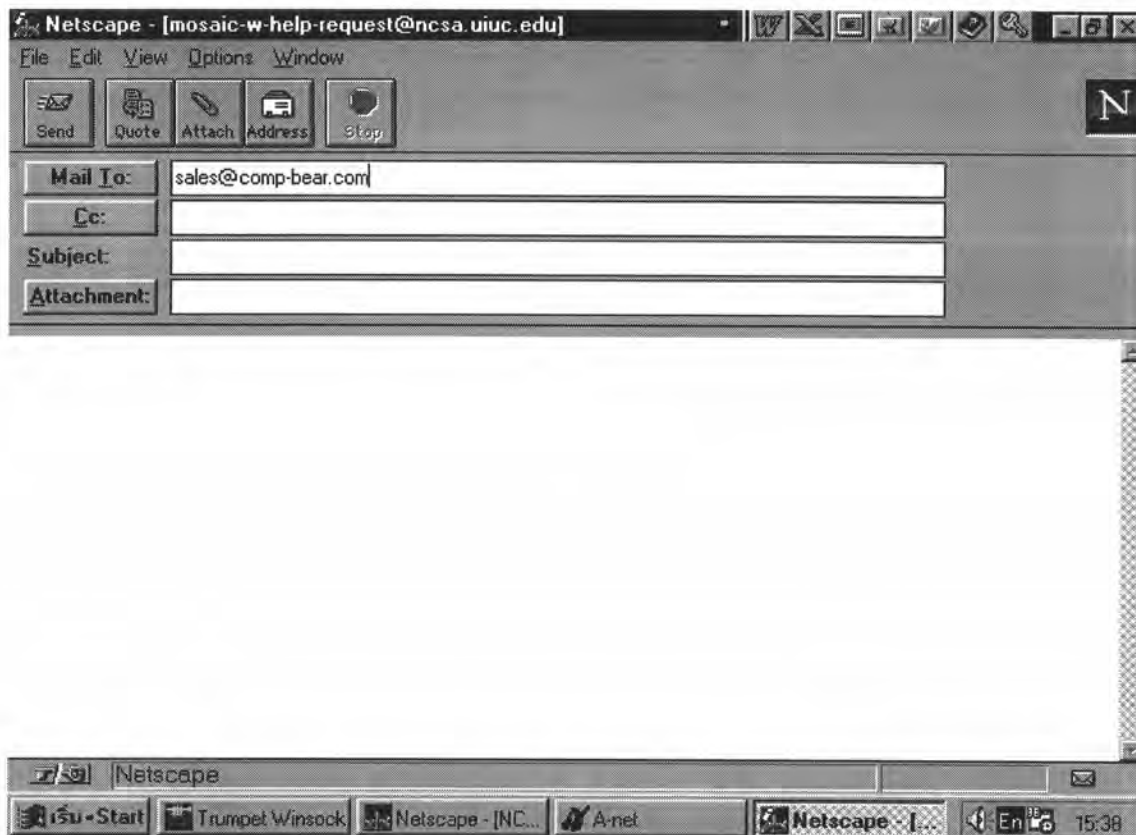 Netscape - [mosaic-w-help-request@ncsa.uiuc.edu]
File Edit View Options Window
Send Quote Attach Address Stop
N
Mail To: sales@comp-bear.com
Cc:
Subject:
Attachment:
Netscape
เริ่ม-Start Trumpet Winsock Netscape - [NC... A-net Netscape - [... En 15:38